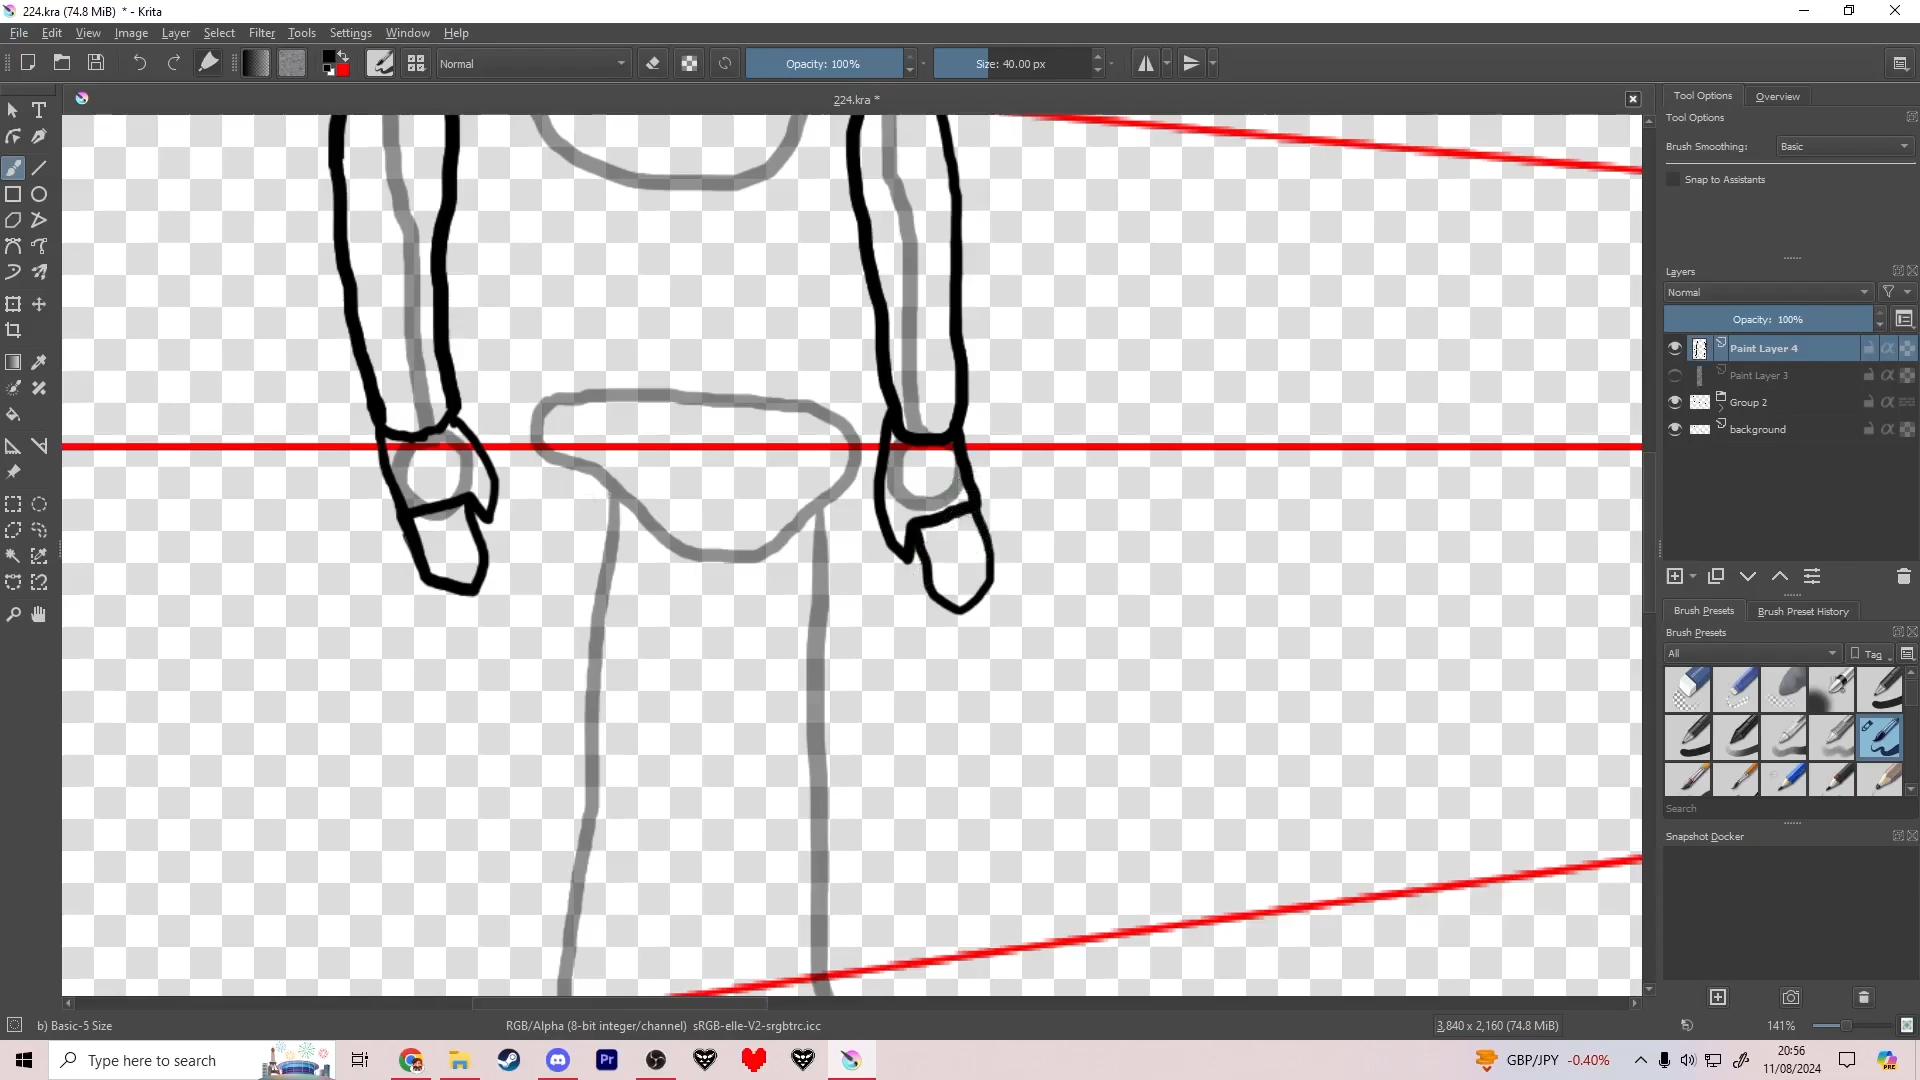 224.kra (74.8 MiB) * - Krita
File Edit View Image Layer Select Filter Tools Settings Window Help
Normal
Opacity: 100%
Size: 40.00 px
224.kra *
Tool Options
Overview
Tool Options
Brush Smoothing:
Basic
Snap to Assistants
Layers
Normal
Opacity: 100%
Paint Layer 4
Paint Layer 3
Group 2
background
Brush Presets
Brush Preset History
Brush Presets
All
Tag
Search
Snapshot Docker
b) Basic-5 Size
RGB/Alpha (8-bit integer/channel) sRGB-elle-V2-srgbtrc.icc
3,840 x 2,160 (74.8 MiB)
141%
Type here to search
Pr
GBP/JPY -0.40%
20:56
11/08/2024
PRE